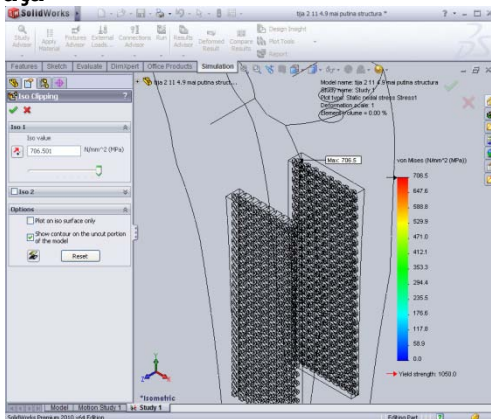 SolidWorks
tija 2 11 4.9 mai putina structura *
Study Advisor
Apply Material
Fixtures Advisor
External Loads...
Connections Advisor
Run
Results Advisor
Deformed Result
Compare Results
Design Insight
Plot Tools
Report
Features Sketch Evaluate DimXpert Office Products Simulation
tija 2 11 4.9 mai putina struct...
Model name: tija 2 11 4.9 mai putina structura
Study name: Study 1
Plot type: Static nodal stress Stress1
Deformation scale: 1
Element volume = 0.00 %
Iso Clipping ?
Iso 1
Iso value
706.501 N/mm^2 (MPa)
Iso 2
Options
Plot on iso surface only
Show contour on the uncut portion of the model
Reset
Max: 706.5
von Mises (N/mm^2 (MPa))
706.5
647.6
588.8
529.9
471.0
412.1
353.3
294.4
235.5
176.6
117.8
58.9
0.0
Yield strength: 1050.0
*Isometric
Model Motion Study 1 Study 1
SolidWorks Premium 2010 x64 Edition
Editing Part